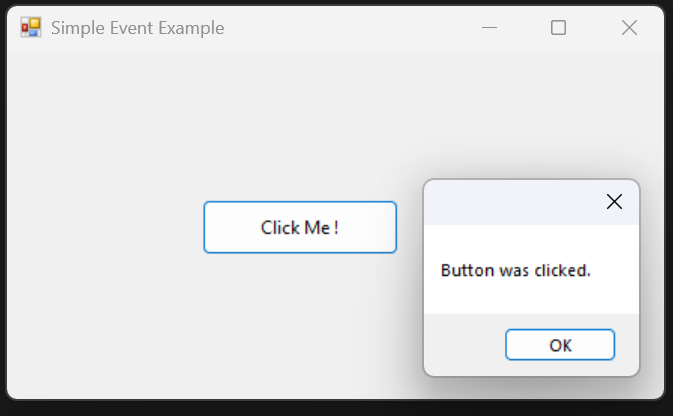 Simple Event Example
Click Me !
Button was clicked.
OK